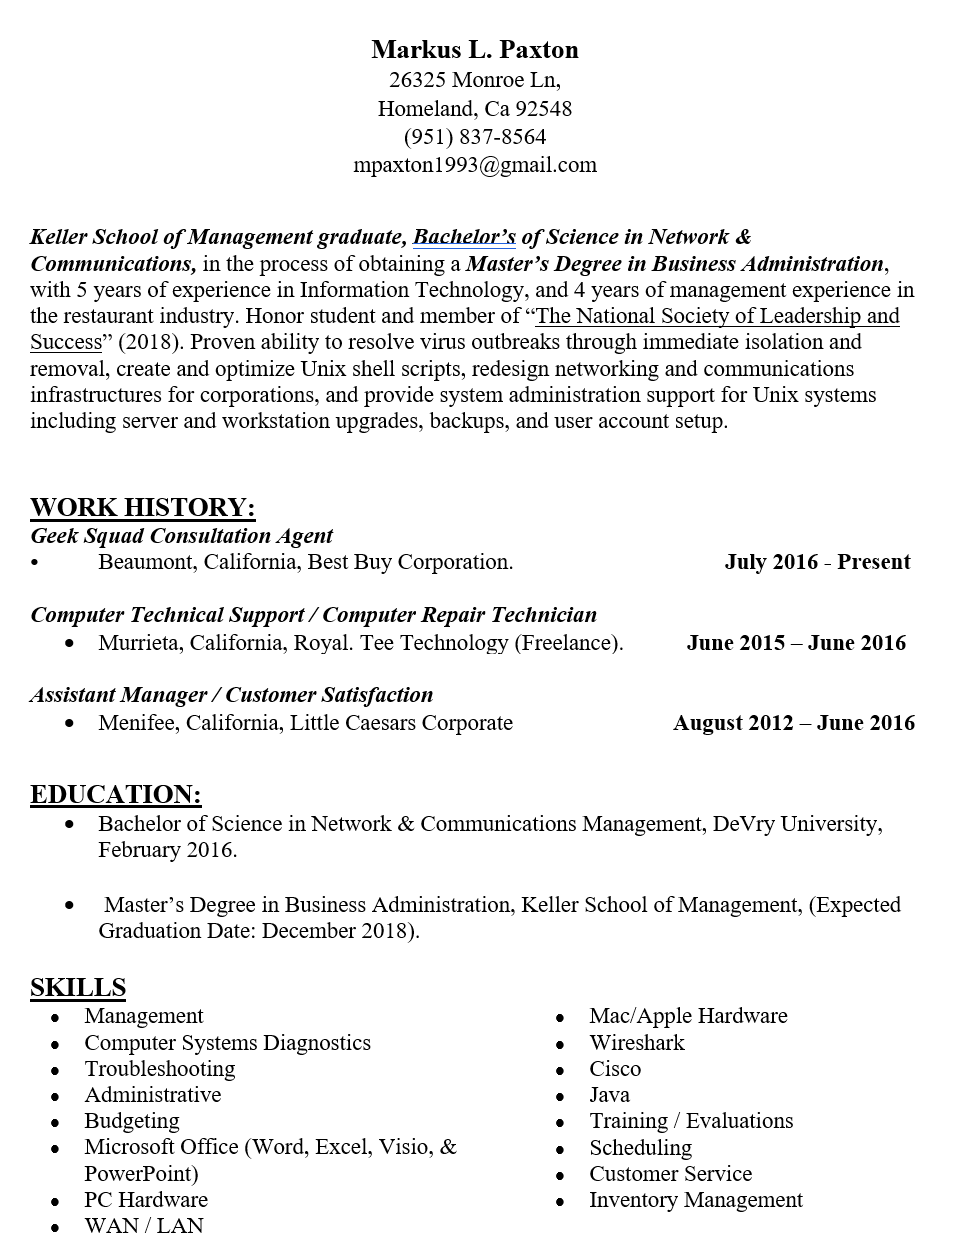 Markus L. Paxton
26325 Monroe Ln,
Homeland, Ca 92548
(951) 837-8564
mpaxton1993@gmail.com
Keller School of Management graduate, Bachelor’s of Science in Network &
Communications, in the process of obtaining a Master’s Degree in Business Administration,
with 5 years of experience in Information Technology, and 4 years of management experience in
the restaurant industry. Honor student and member of “The National Society of Leadership and
Success” (2018). Proven ability to resolve virus outbreaks through immediate isolation and
removal, create and optimize Unix shell scripts, redesign networking and communications
infrastructures for corporations, and provide system administration support for Unix systems
including server and workstation upgrades, backups, and user account setup.
WORK HISTORY:
Geek Squad Consultation Agent
• Beaumont, California, Best Buy Corporation. July 2016 - Present
Computer Technical Support / Computer Repair Technician
• Murrieta, California, Royal. Tee Technology (Freelance). June 2015 – June 2016
Assistant Manager / Customer Satisfaction
• Menifee, California, Little Caesars Corporate August 2012 – June 2016
EDUCATION:
• Bachelor of Science in Network & Communications Management, DeVry University,
February 2016.
• Master’s Degree in Business Administration, Keller School of Management, (Expected
Graduation Date: December 2018).
SKILLS
• Management
• Computer Systems Diagnostics
• Troubleshooting
• Administrative
• Budgeting
• Microsoft Office (Word, Excel, Visio, &
PowerPoint)
• PC Hardware
• WAN / LAN
• Mac/Apple Hardware
• Wireshark
• Cisco
• Java
• Training / Evaluations
• Scheduling
• Customer Service
• Inventory Management